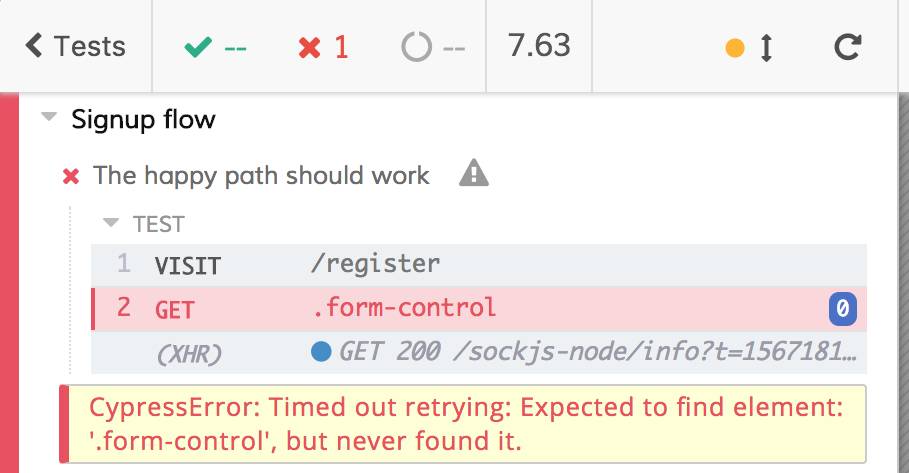 Tests -- 1 -- 7.63
Signup flow
The happy path should work
TEST
1 VISIT /register
2 GET .form-control 0
(XHR) GET 200 /sockjs-node/info?t=1567181…
CypressError: Timed out retrying: Expected to find element:
'.form-control', but never found it.